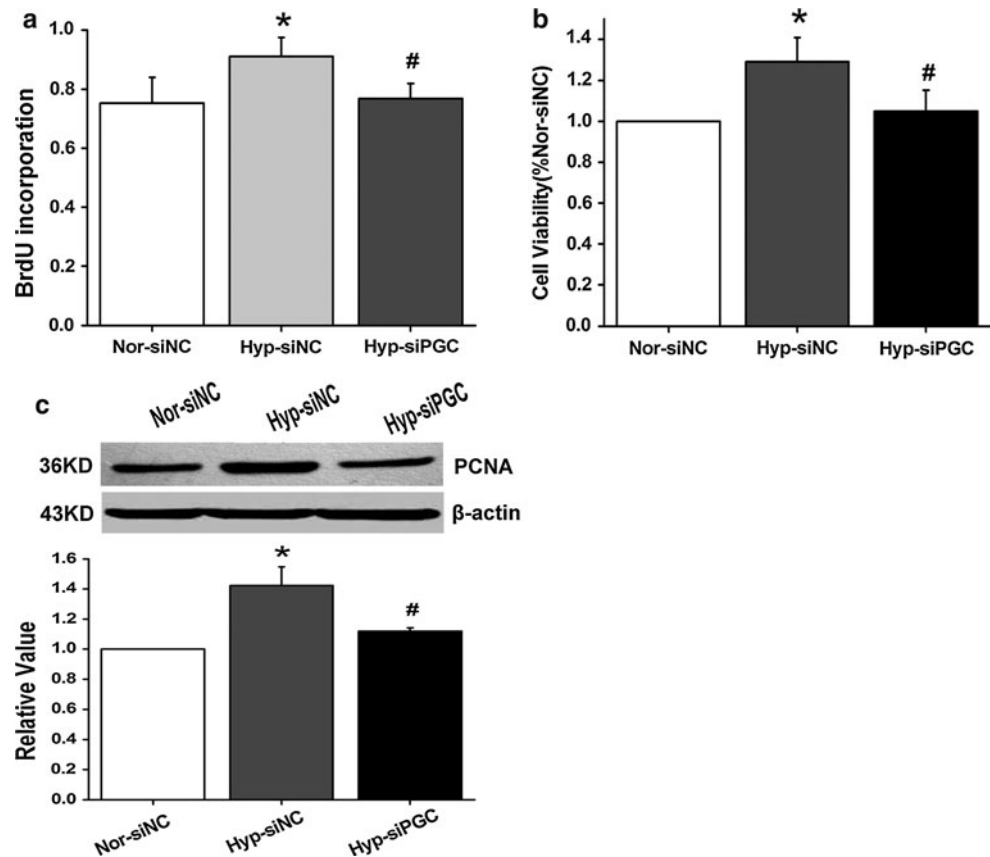 a
*
#
BrdU incorporation
1.0
0.8
0.6
0.4
0.2
0.0
Nor-siNC Hyp-siNC Hyp-siPGC
b
*
#
Cell Viability(%Nor-siNC)
1.4
1.2
1.0
0.8
0.6
0.4
0.2
0.0
Nor-siNC Hyp-siNC Hyp-siPGC
c
Nor-siNC Hyp-siNC Hyp-siPGC
36KD PCNA
43KD β-actin
*
#
Relative Value
1.6
1.4
1.2
1.0
0.8
0.6
0.4
0.2
0.0
Nor-siNC Hyp-siNC Hyp-siPGC